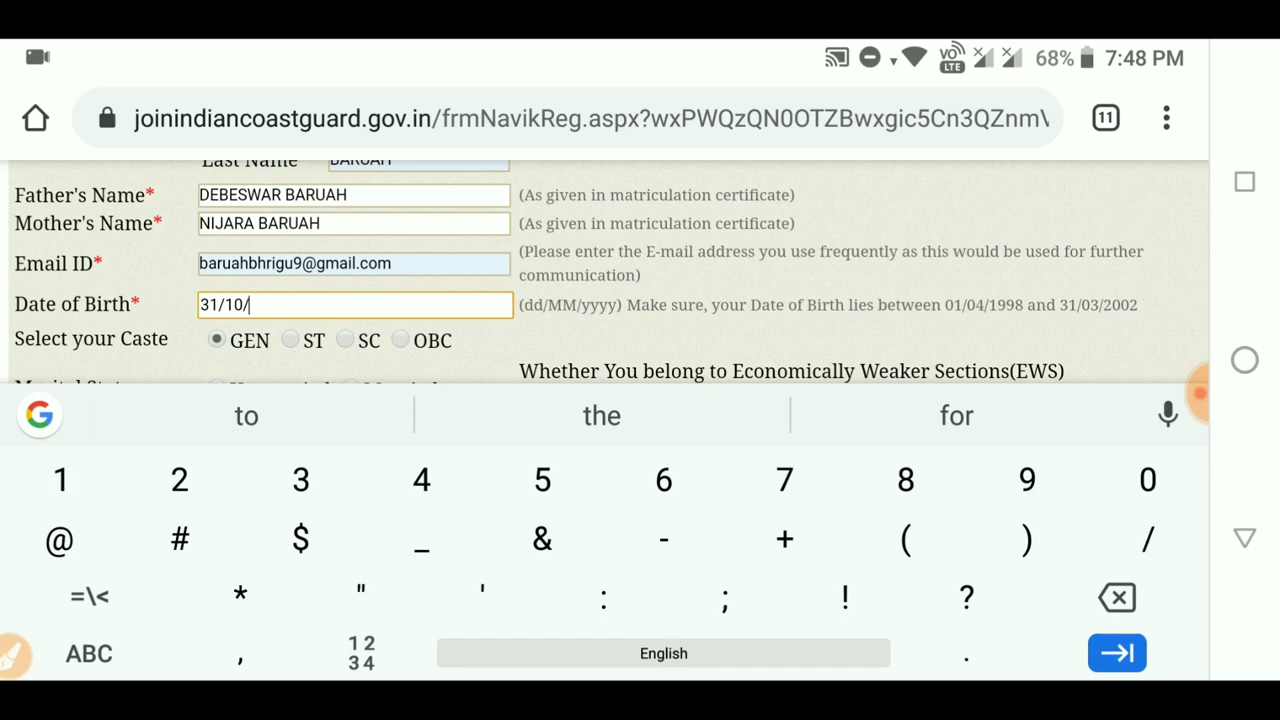 VO
LTE
68%
7:48 PM
joinindiancoastguard.gov.in/frmNavikReg.aspx?wxPWQzQN0OTZBwxgic5Cn3QZnm
11
Last Name BARUAH
Father's Name* DEBESWAR BARUAH (As given in matriculation certificate)
Mother's Name* NIJARA BARUAH (As given in matriculation certificate)
Email ID* baruahbhrigu9@gmail.com (Please enter the E-mail address you use frequently as this would be used for further
communication)
Date of Birth* 31/10/ (dd/MM/yyyy) Make sure, your Date of Birth lies between 01/04/1998 and 31/03/2002
Select your Caste GEN ST SC OBC
Whether You belong to Economically Weaker Sections(EWS)
G to the for
1 2 3 4 5 6 7 8 9 0
@ # $ _ & - + ( ) /
=\< * " ' : ; ! ?
ABC , 1 2 3 4 English .